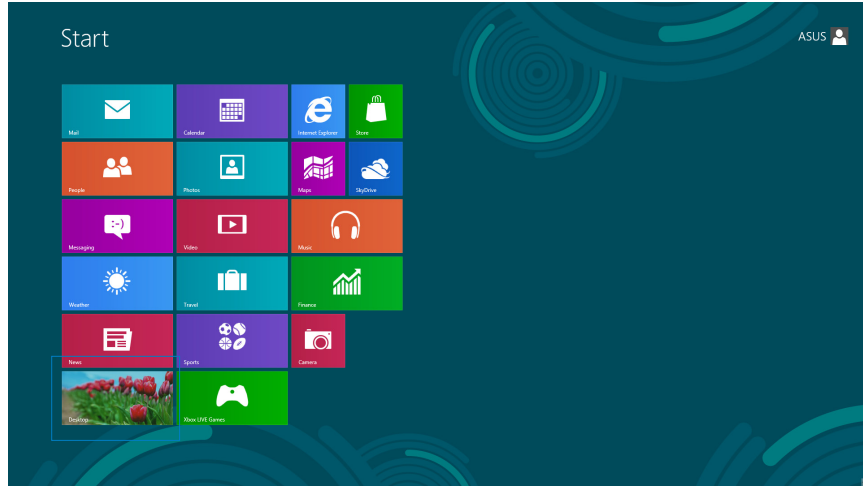 Start
ASUS
Mail
Calendar
Internet Explorer
Store
People
Photos
Maps
SkyDrive
Messaging
:-)
Video
Music
Weather
Travel
Finance
News
Sports
Camera
Desktop
Xbox LIVE Games